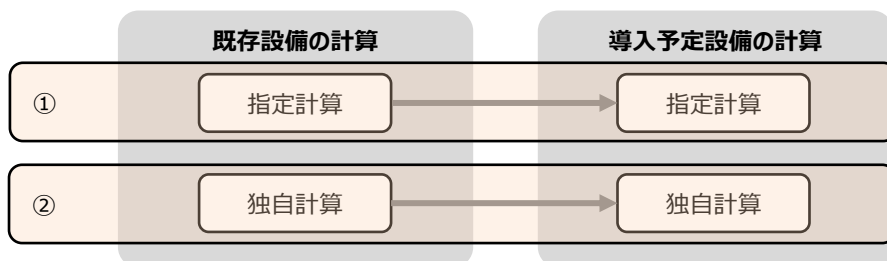 既存設備の計算 導入予定設備の計算
① 指定計算 指定計算
② 独自計算 独自計算